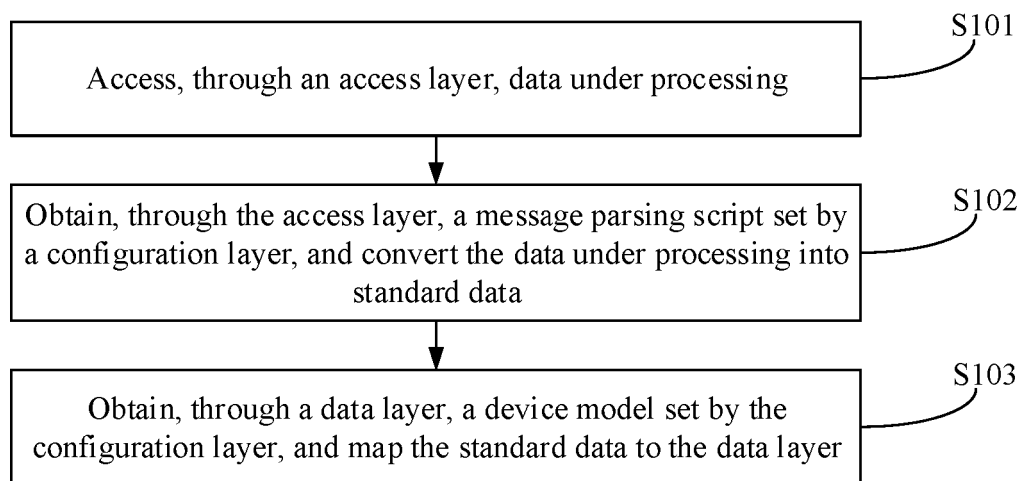 S101
Access, through an access layer, data under processing
S102
Obtain, through the access layer, a message parsing script set by
a configuration layer, and convert the data under processing into
standard data
S103
Obtain, through a data layer, a device model set by the
configuration layer, and map the standard data to the data layer